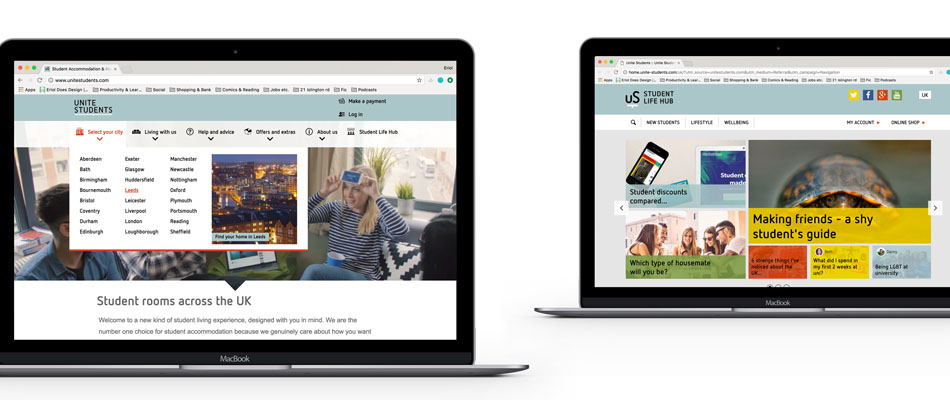 Student Accommodation & 
Eriol
www.unitestudents.com
Apps
Eriol Does Design (...
Productivity & Lear...
Social
Shopping & Bank
Comics & Reading
Jobs etc.
21 Islington rd
Fic
Podcasts
UNITE
STUDENTS
Make a payment
Log in
Select your city
Living with us
Help and advice
Offers and extras
About us
Student Life Hub
Aberdeen
Exeter
Manchester
Bath
Glasgow
Newcastle
Birmingham
Huddersfield
Nottingham
Bournemouth
Leeds
Oxford
Bristol
Leicester
Plymouth
Coventry
Liverpool
Portsmouth
Durham
London
Reading
Edinburgh
Loughborough
Sheffield
Find your home in Leeds
Student rooms across the UK
Welcome to a new kind of student living experience, designed with you in mind. We are the
number one choice for student accommodation because we genuinely care about how you want
MacBook
Unite Students :: Unite Stude
Apps
Eriol Does Design (...
Productivity & Lear...
Social
Shopping & Bank
Comics & Reading
Jobs etc.
21 Islington rd
Fic
Podcasts
uS
STUDENT
LIFE HUB
UK
NEW STUDENTS
LIFESTYLE
WELLBEING
MY ACCOUNT
ONLINE SHOP
Student discounts
compared...
Making friends - a shy
student's guide
Which type of housemate
will you be?
6 strange things I've
noticed about the
UK...
What did I spend in
my first 2 weeks at
uni?
Being LGBT at
university
MacBook